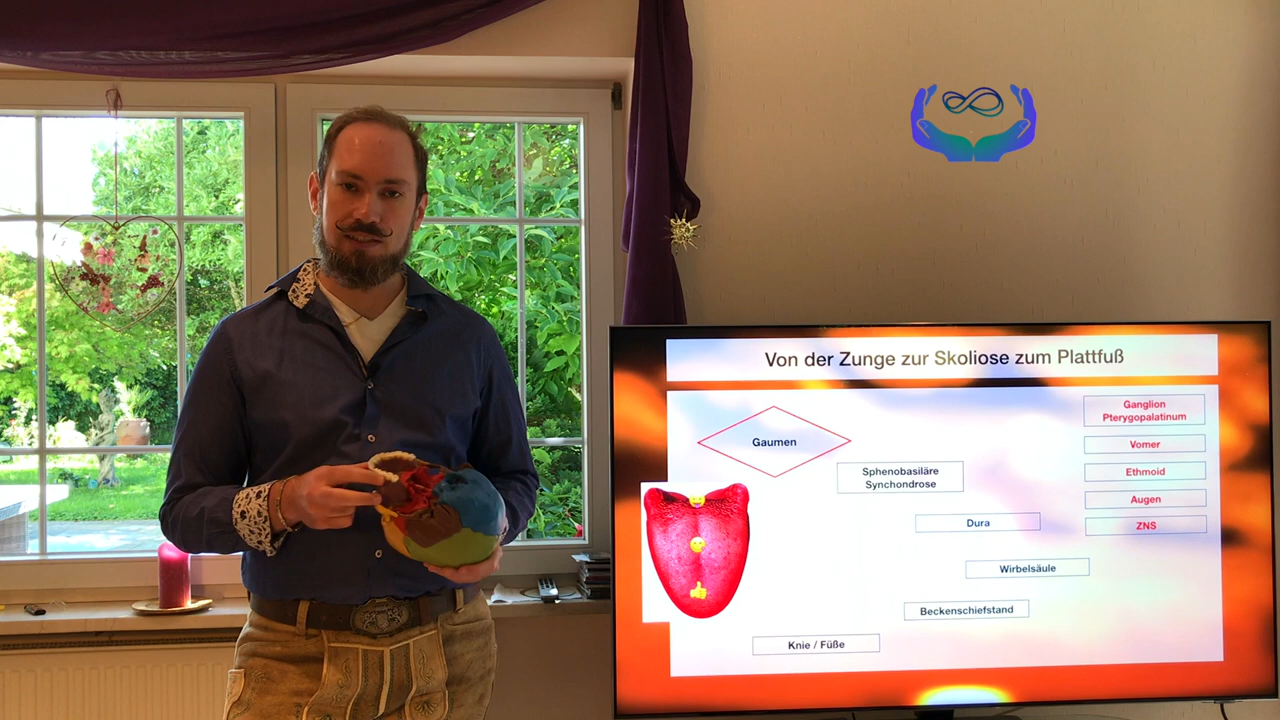 Von der Zunge zur Skoliose zum Plattfuß
Ganglion
Pterygopalatinum
Gaumen
Vomer
Sphenobasiläre
Synchondrose
Ethmoid
Augen
Dura
ZNS
Wirbelsäule
Beckenschiefstand
Knie / Füße